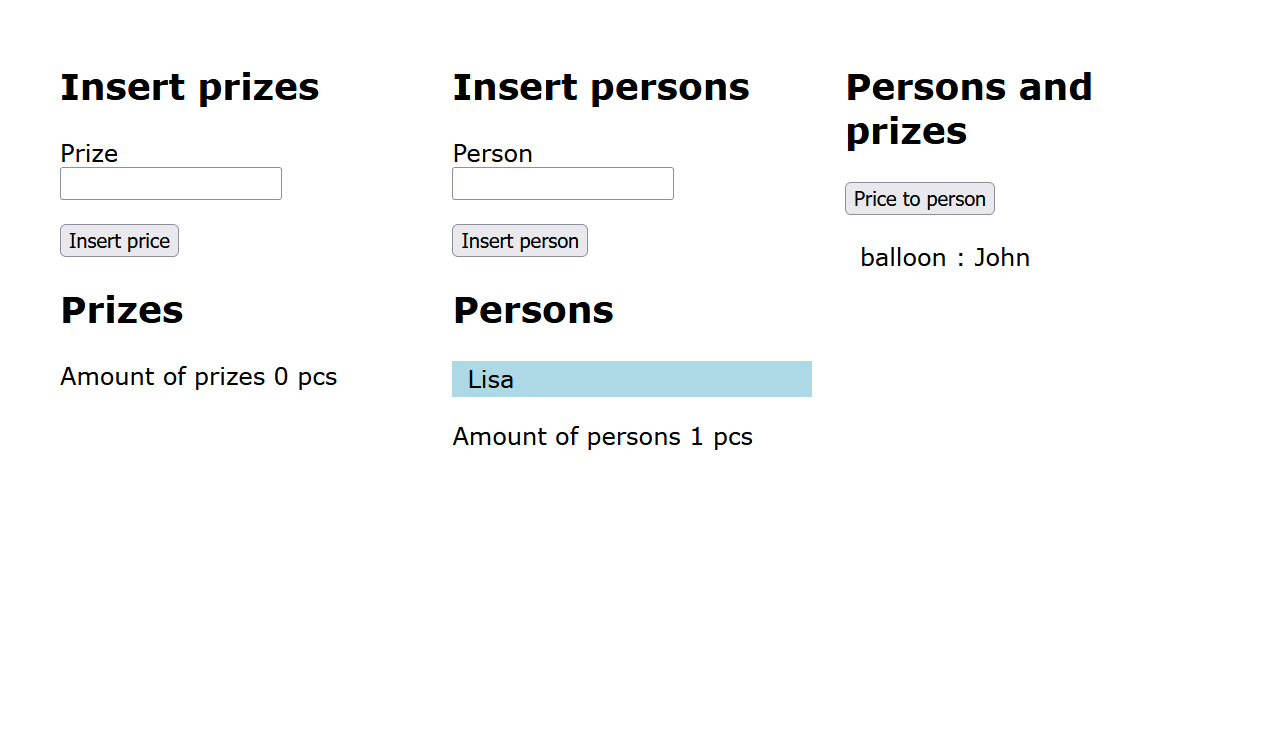 Insert prizes
Prize
Insert price
Prizes
Amount of prizes 0 pcs
Insert persons
Person
Insert person
Persons
Lisa
Amount of persons 1 pcs
Persons and
prizes
Price to person
balloon : John